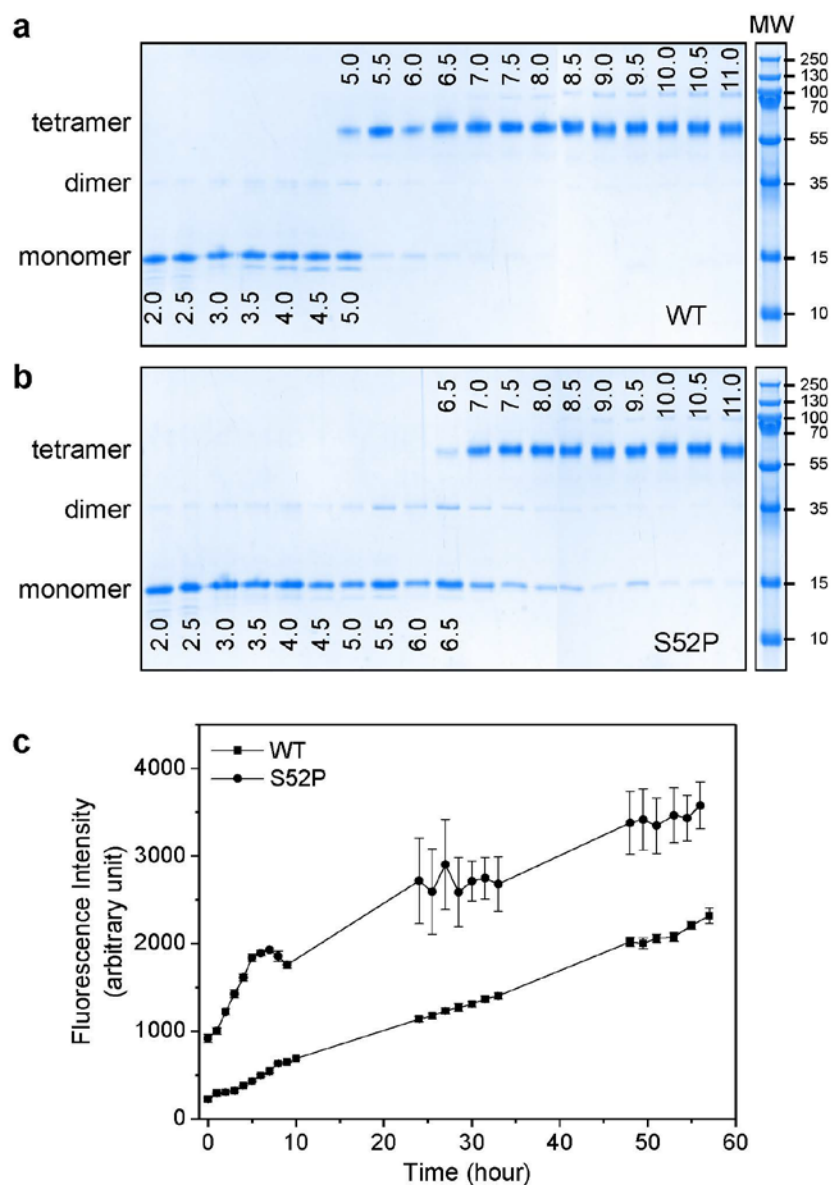 a
MW
5.0 5.5 6.0 6.5 7.0 7.5 8.0 8.5 9.0 9.5 10.0 10.5 11.0
250
130
100
70
tetramer
55
dimer
35
monomer
15
2.0 2.5 3.0 3.5 4.0 4.5 5.0
WT
10
b
6.5 7.0 7.5 8.0 8.5 9.0 9.5 10.0 10.5 11.0
250
130
100
70
tetramer
55
dimer
35
monomer
15
2.0 2.5 3.0 3.5 4.0 4.5 5.0 5.5 6.0 6.5
S52P
10
c
WT
S52P
Fluorescence Intensity
(arbitrary unit)
4000
3000
2000
1000
0
0 10 20 30 40 50 60
Time (hour)